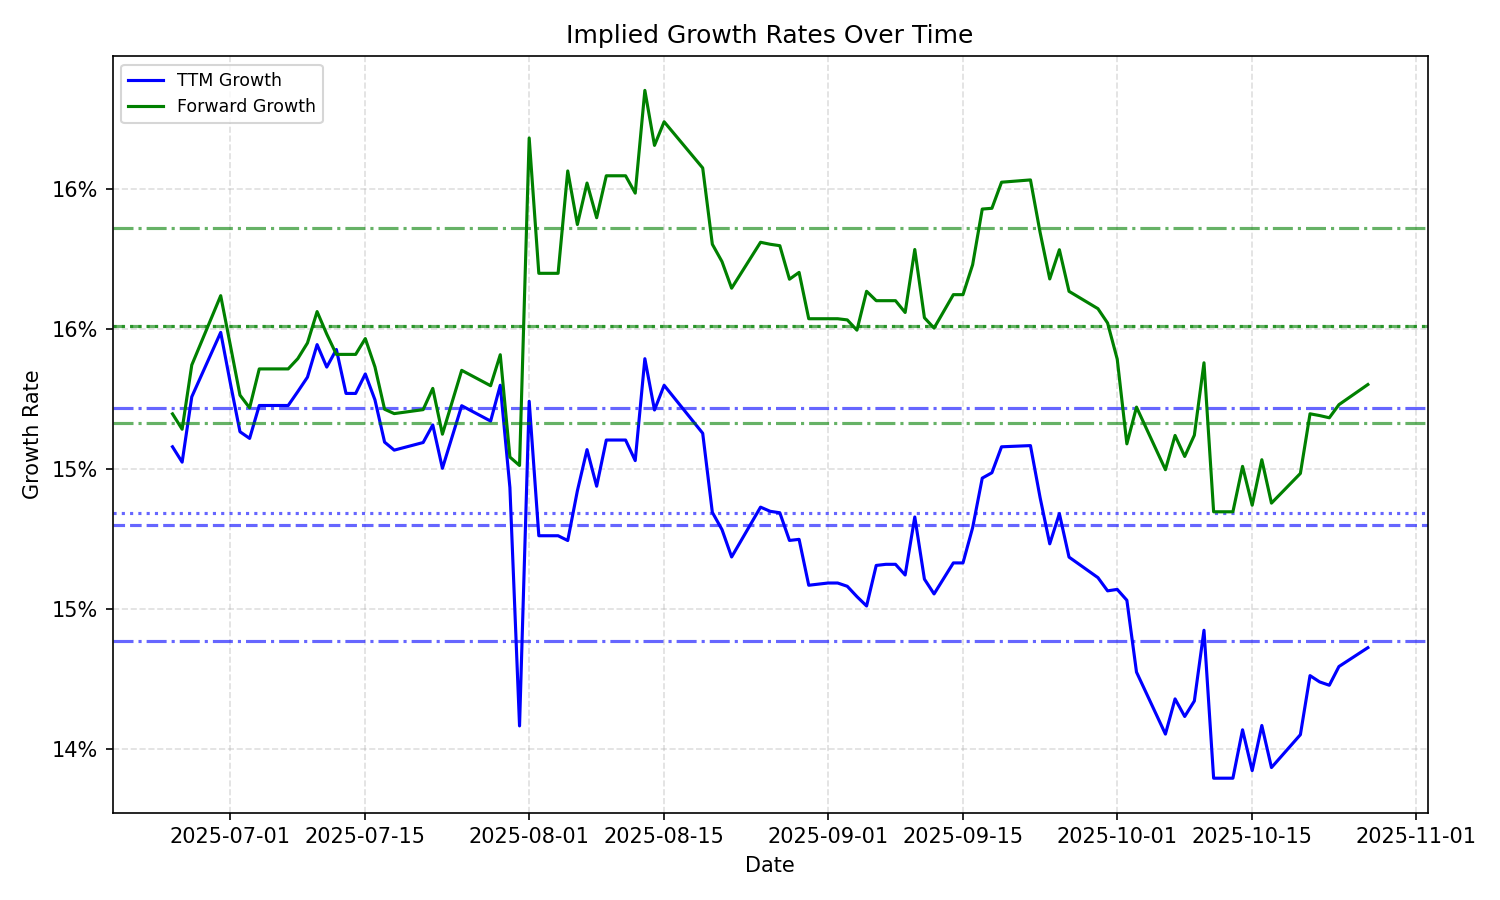 Implied Growth Rates Over Time
TTM Growth
Forward Growth
16%
16%
15%
15%
14%
Growth Rate
2025-07-01
2025-07-15
2025-08-01
2025-08-15
2025-09-01
2025-09-15
2025-10-01
2025-10-15
2025-11-01
Date